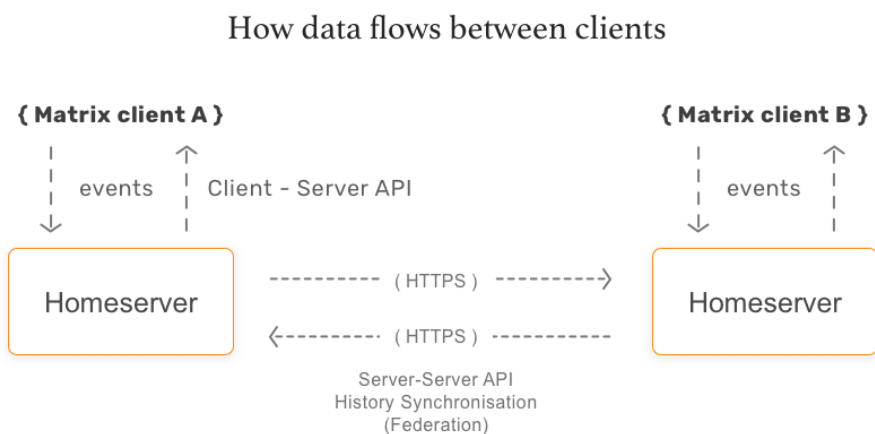 How data flows between clients
{ Matrix client A }
{ Matrix client B }
events
Client - Server API
events
Homeserver
( HTTPS )
Homeserver
( HTTPS )
Server-Server API
History Synchronisation
(Federation)